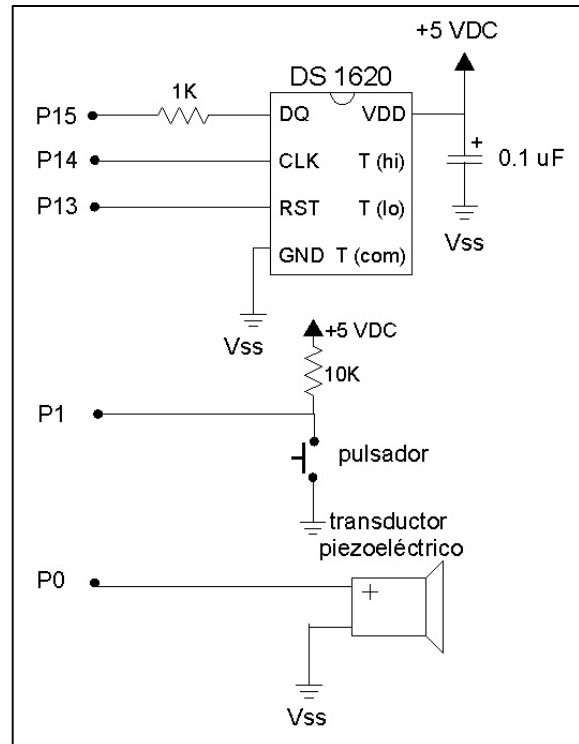 +5 VDC
DS 1620
1K
P15
DQ
VDD
P14
CLK
T (hi)
+
0.1 uF
P13
RST
T (lo)
GND
T (com)
Vss
Vss
+5 VDC
10K
P1
pulsador
transductor
piezoeléctrico
P0
+
Vss